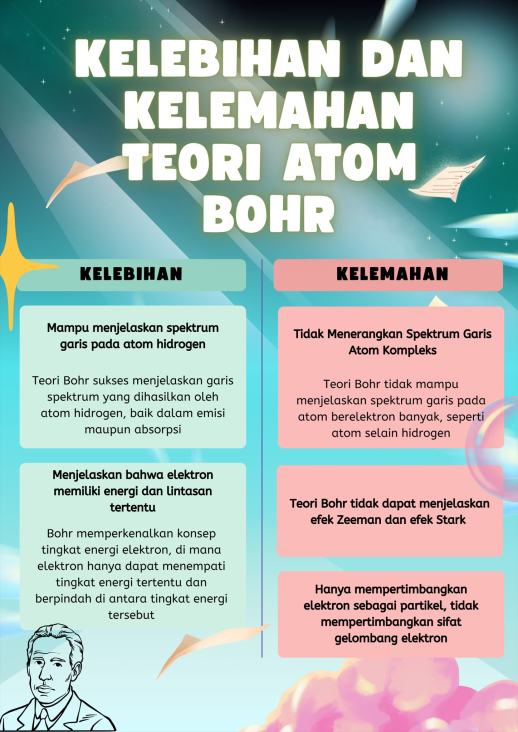 KELEBIHAN DAN
KELEMAHAN
TEORI ATOM
BOHR
KELEBIHAN
Mampu menjelaskan spektrum
garis pada atom hidrogen
Teori Bohr sukses menjelaskan garis
spektrum yang dihasilkan oleh
atom hidrogen, baik dalam emisi
maupun absorpsi
Menjelaskan bahwa elektron
memiliki energi dan lintasan
tertentu
Bohr memperkenalkan konsep
tingkat energi elektron, di mana
elektron hanya dapat menempati
tingkat energi tertentu dan
berpindah di antara tingkat energi
tersebut
KELEMAHAN
Tidak Menerangkan Spektrum Garis
Atom Kompleks
Teori Bohr tidak mampu
menjelaskan spektrum garis pada
atom berelektron banyak, seperti
atom selain hidrogen
Teori Bohr tidak dapat menjelaskan
efek Zeeman dan efek Stark
Hanya mempertimbangkan
elektron sebagai partikel, tidak
mempertimbangkan sifat
gelombang elektron